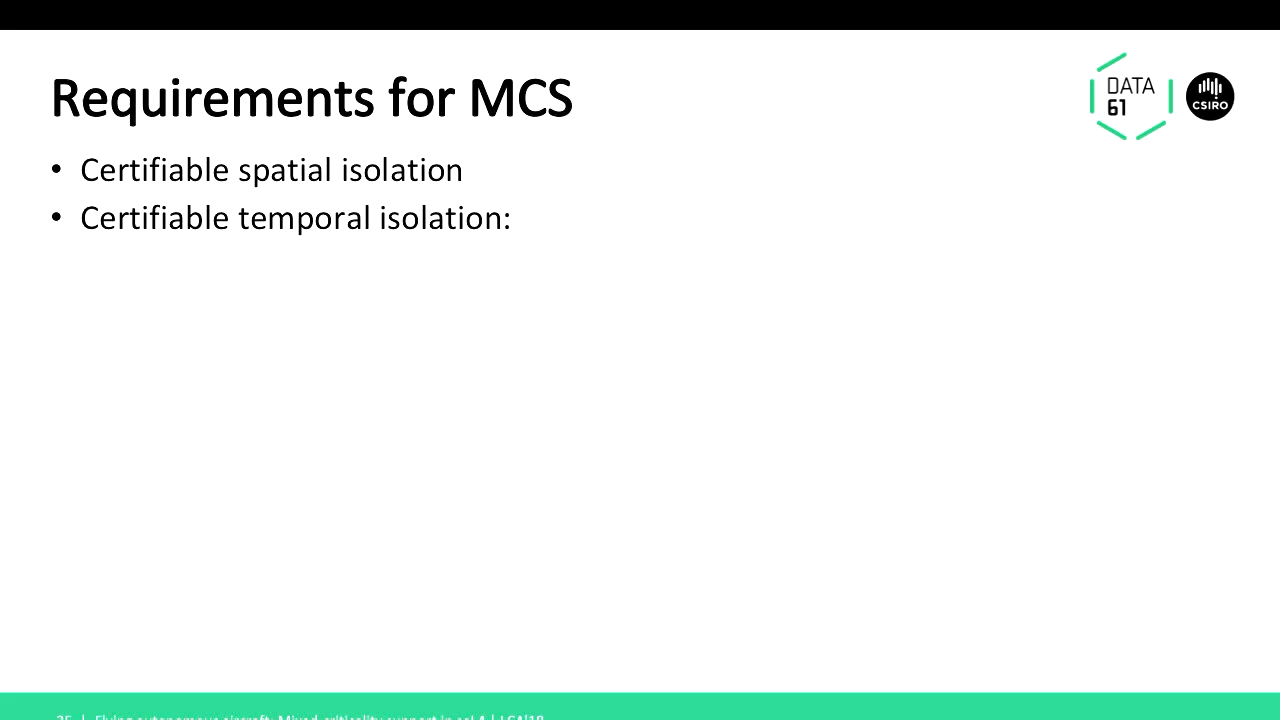 Requirements for MCS
DATA
61
CSIRO
• Certifiable spatial isolation
• Certifiable temporal isolation: